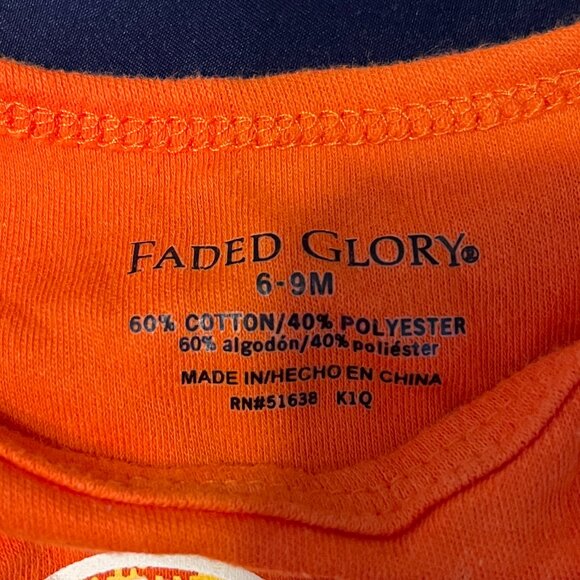 FADED GLORY®
6-9M
60% COTTON/40% POLYESTER
60% algodón/40% poliéster
MADE IN/HECHO EN CHINA
RN#51638 K1Q